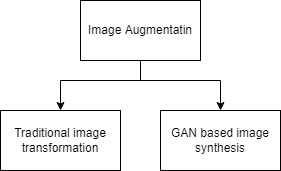 Image Augmentatin
Traditional image
transformation
GAN based image
synthesis